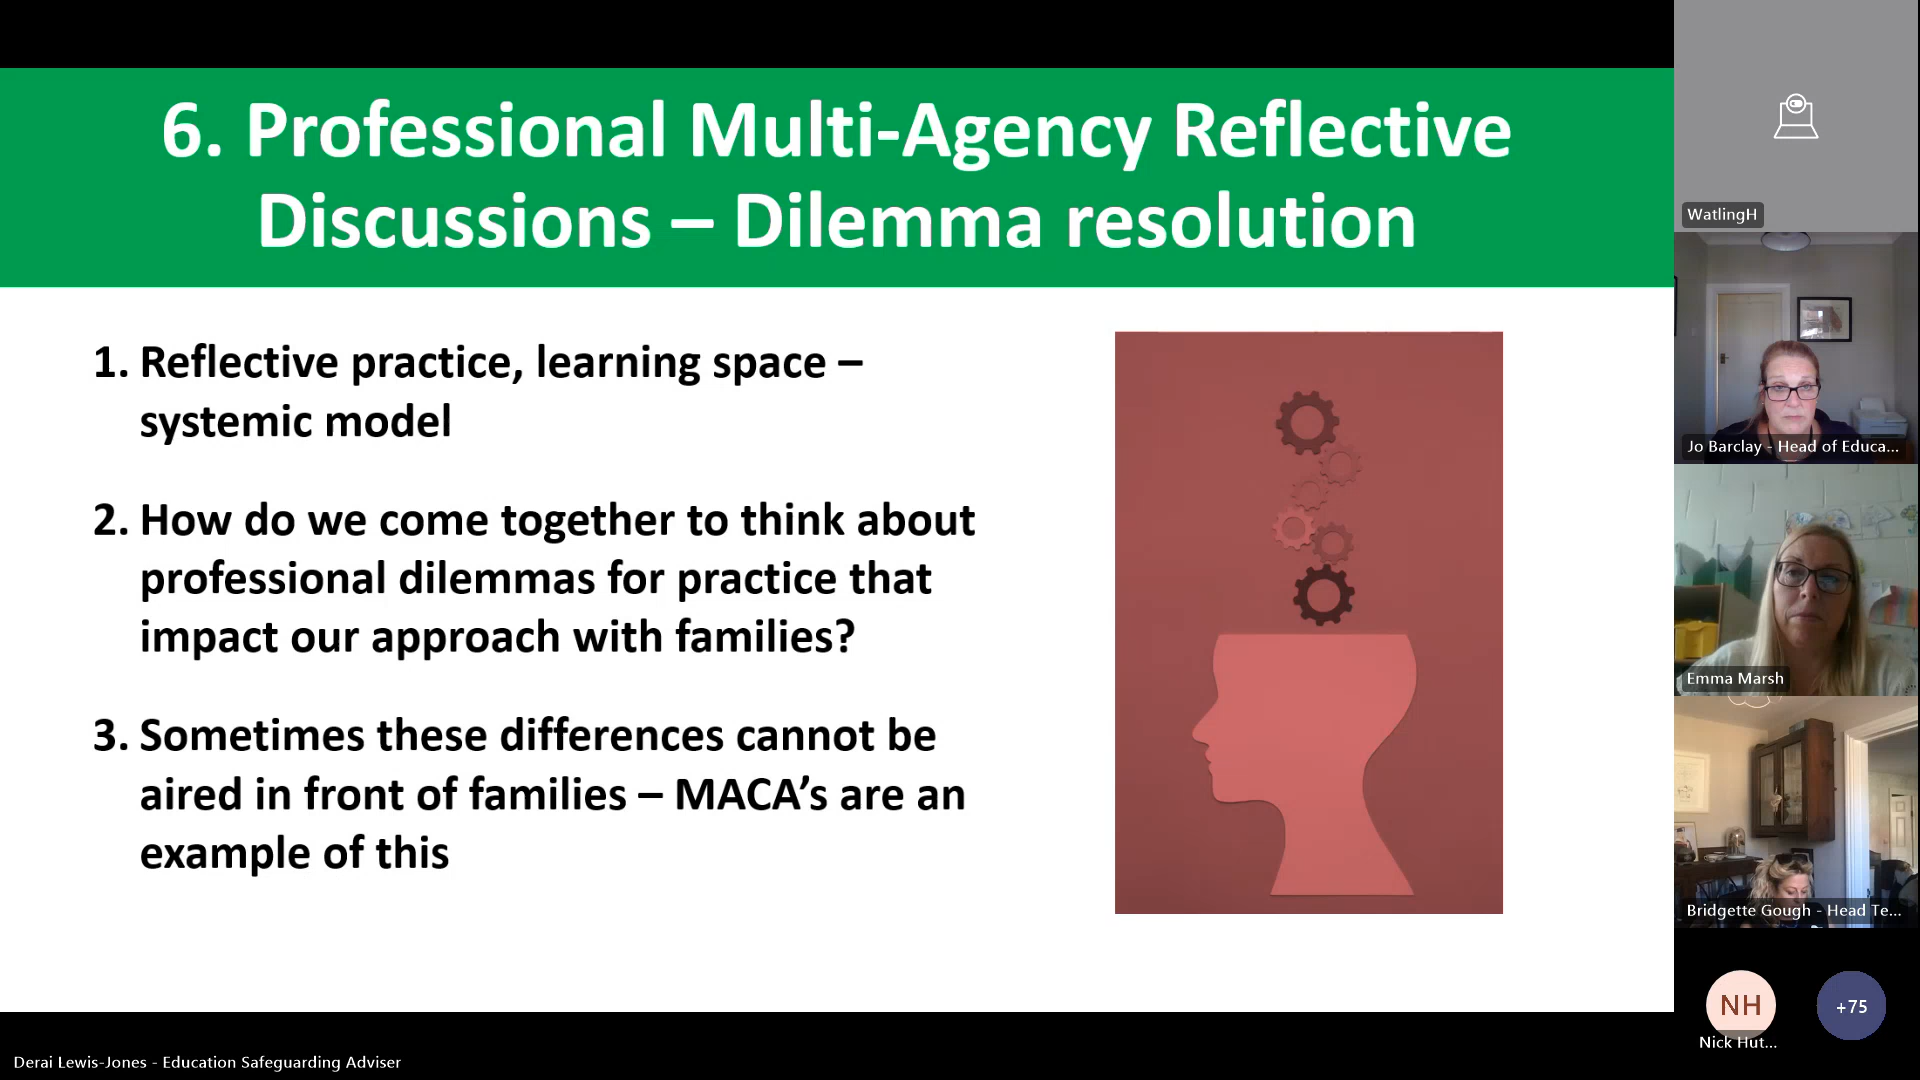 6. Professional Multi-Agency Reflective
Discussions – Dilemma resolution
1. Reflective practice, learning space –
systemic model
2. How do we come together to think about
professional dilemmas for practice that
impact our approach with families?
3. Sometimes these differences cannot be
aired in front of families – MACA’s are an
example of this
WatlingH
Jo Barclay - Head of Educa...
Emma Marsh
Bridgette Gough - Head Te...
NH
Nick Hut...
+75
Derai Lewis-Jones - Education Safeguarding Adviser